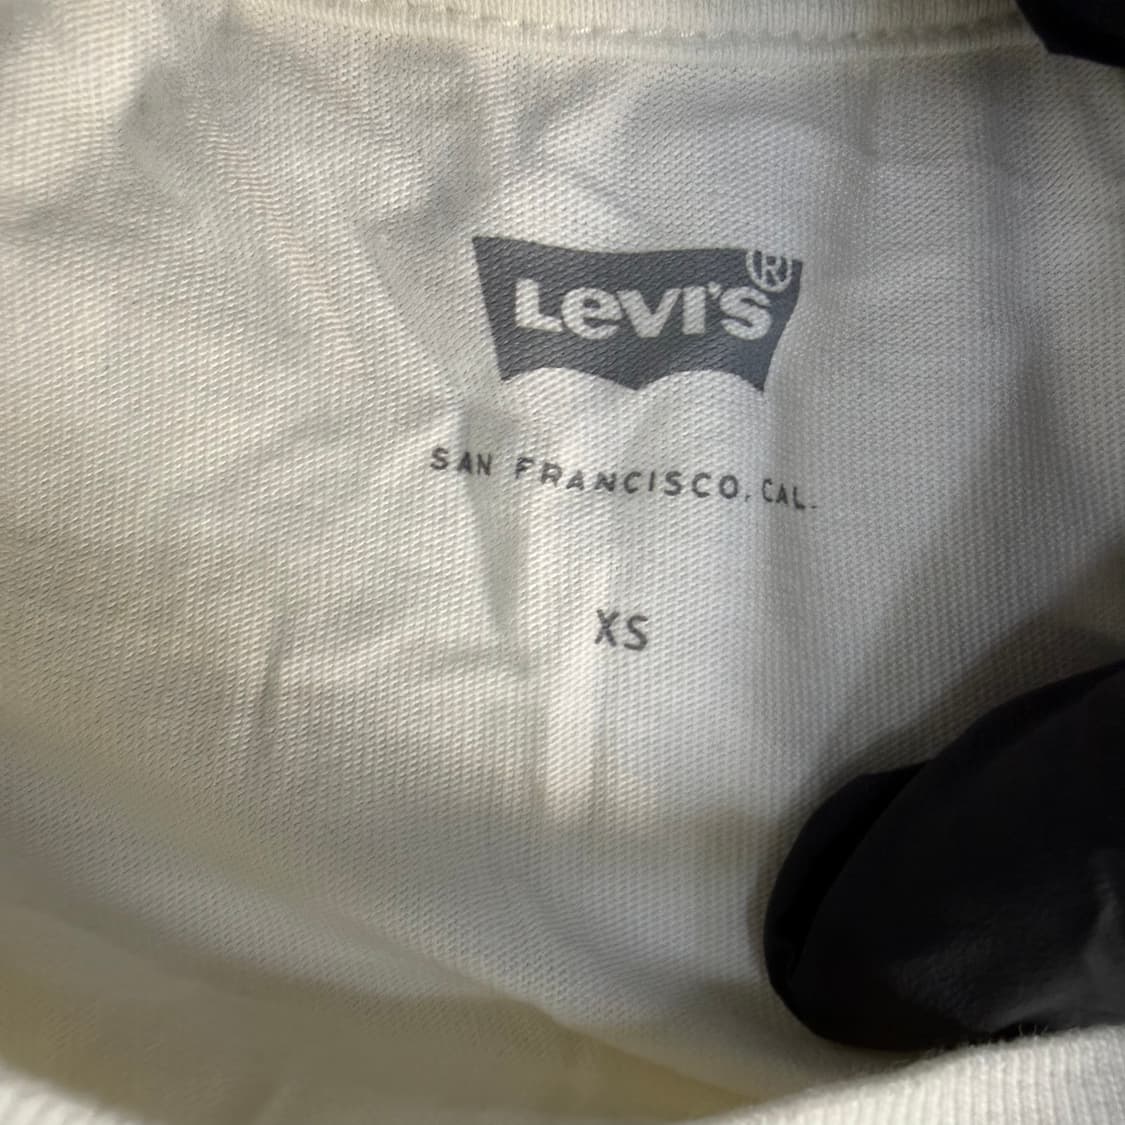 Levi's®
SAN FRANCISCO, CAL.
XS